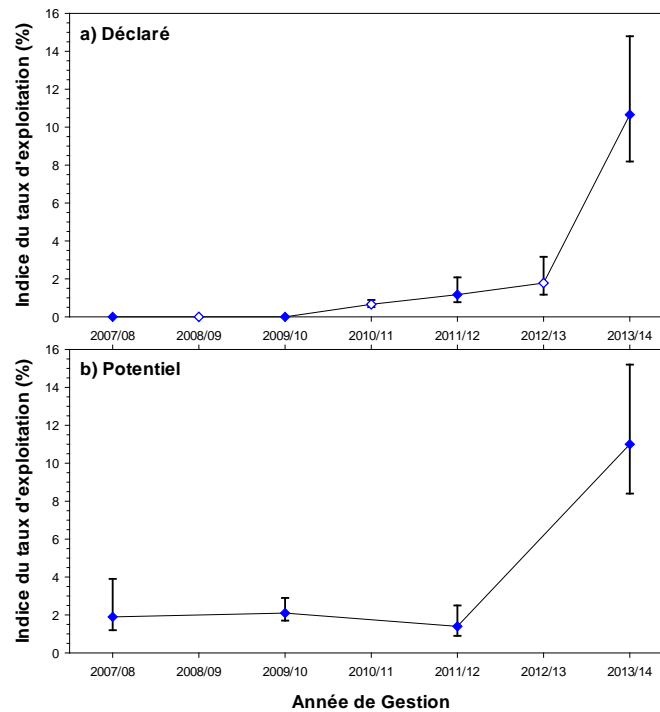 a) Déclaré
Indice du taux d'exploitation (%)
16
14
12
10
8
6
4
2
0
2007/08 2008/09 2009/10 2010/11 2011/12 2012/13 2013/14
b) Potentiel
Indice du taux d'exploitation (%)
16
14
12
10
8
6
4
2
0
2007/08 2008/09 2009/10 2010/11 2011/12 2012/13 2013/14
Année de Gestion